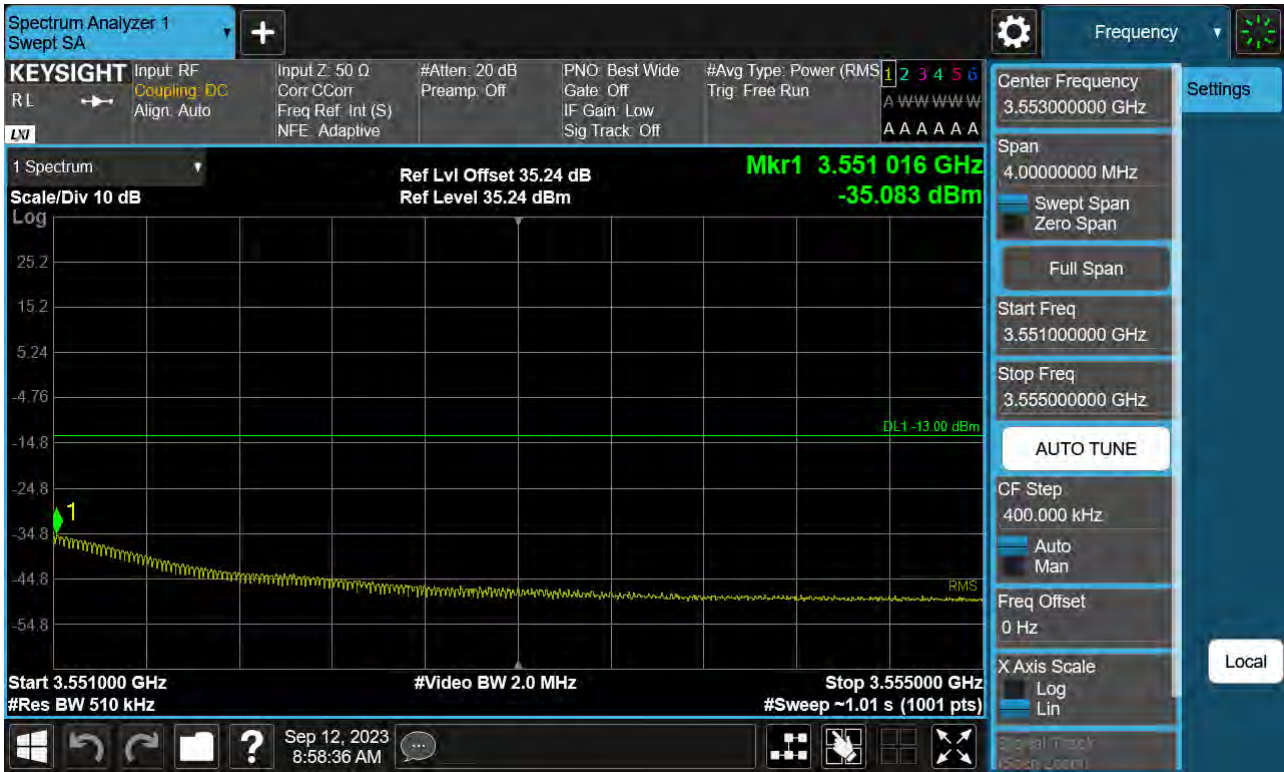 Spectrum Analyzer 1
Swept SA
+
Frequency
KEYSIGHT
RL
LXI
Input: RF
Coupling: DC
Align: Auto
Input Z: 50 Ω
Corr CCorr
Freq Ref: Int (S)
NFE: Adaptive
#Atten: 20 dB
Preamp: Off
PNO: Best Wide
Gate: Off
IF Gain: Low
Sig Track: Off
#Avg Type: Power (RMS
Trig: Free Run
1 2 3 4 5 6
A W W W W W
A A A A A A
1 Spectrum
Scale/Div 10 dB
Log
Ref Lvl Offset 35.24 dB
Ref Level 35.24 dBm
Mkr1 3.551 016 GHz
-35.083 dBm
25.2
15.2
5.24
-4.76
-14.8
-24.8
-34.8
-44.8
-54.8
DL1 -13.00 dBm
1
RMS
Start 3.551000 GHz
#Res BW 510 kHz
#Video BW 2.0 MHz
Stop 3.555000 GHz
#Sweep ~1.01 s (1001 pts)
Center Frequency
3.553000000 GHz
Span
4.00000000 MHz
Swept Span
Zero Span
Full Span
Start Freq
3.551000000 GHz
Stop Freq
3.555000000 GHz
AUTO TUNE
CF Step
400.000 kHz
Auto
Man
Freq Offset
0 Hz
X Axis Scale
Log
Lin
Signal Track
(Span Zoom)
Settings
Local
?
Sep 12, 2023
8:58:36 AM